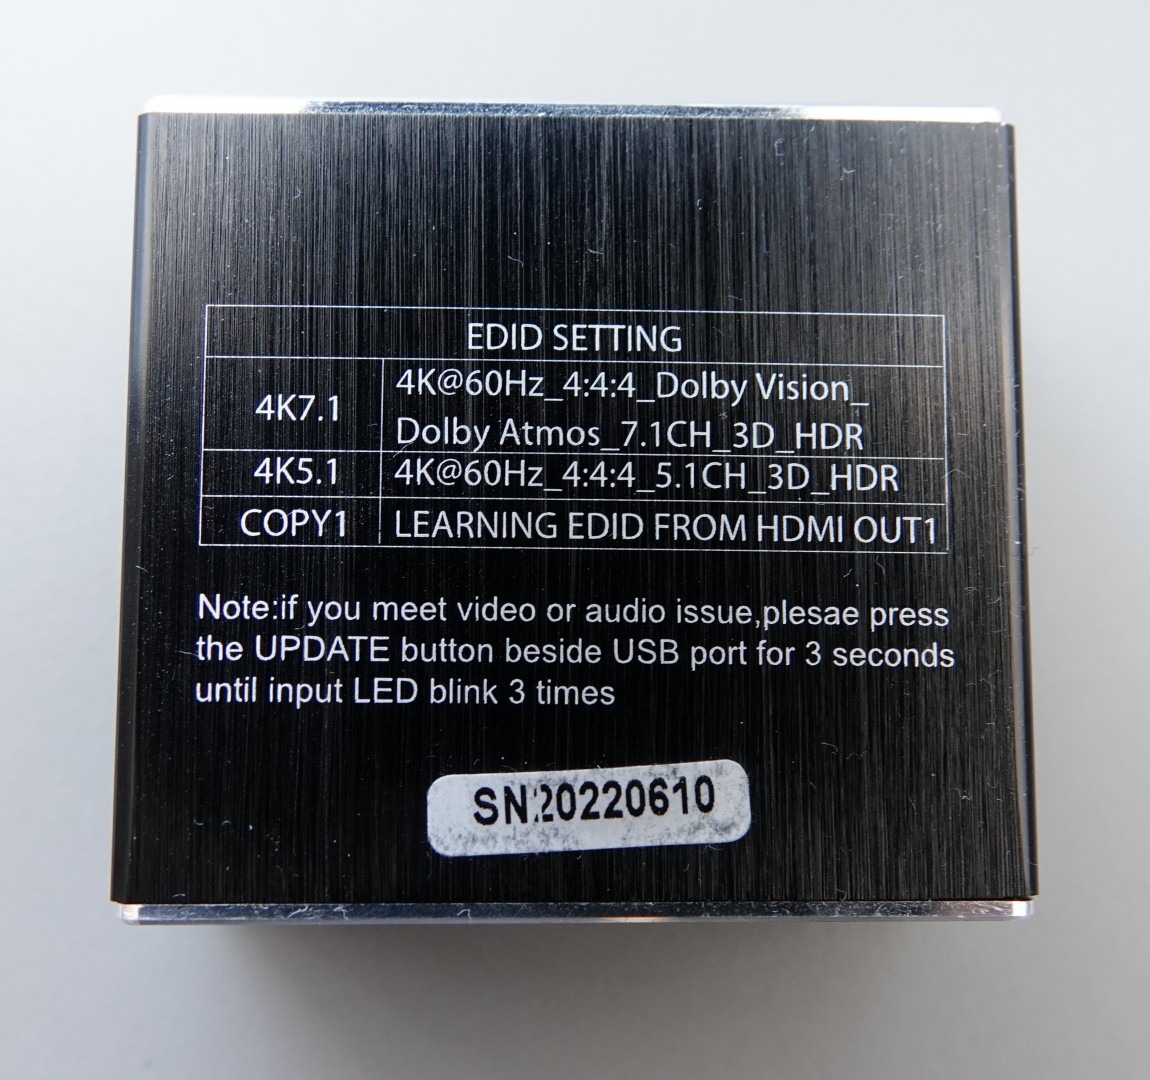 EDID SETTING
4K7.1
4K@60Hz_4:4:4_Dolby Vision_
Dolby Atmos_7.1CH_3D_HDR
4K5.1
4K@60Hz_4:4:4_5.1CH_3D_HDR
COPY1
LEARNING EDID FROM HDMI OUT1
Note:if you meet video or audio issue,plesae press
the UPDATE button beside USB port for 3 seconds
until input LED blink 3 times
SN:20220610